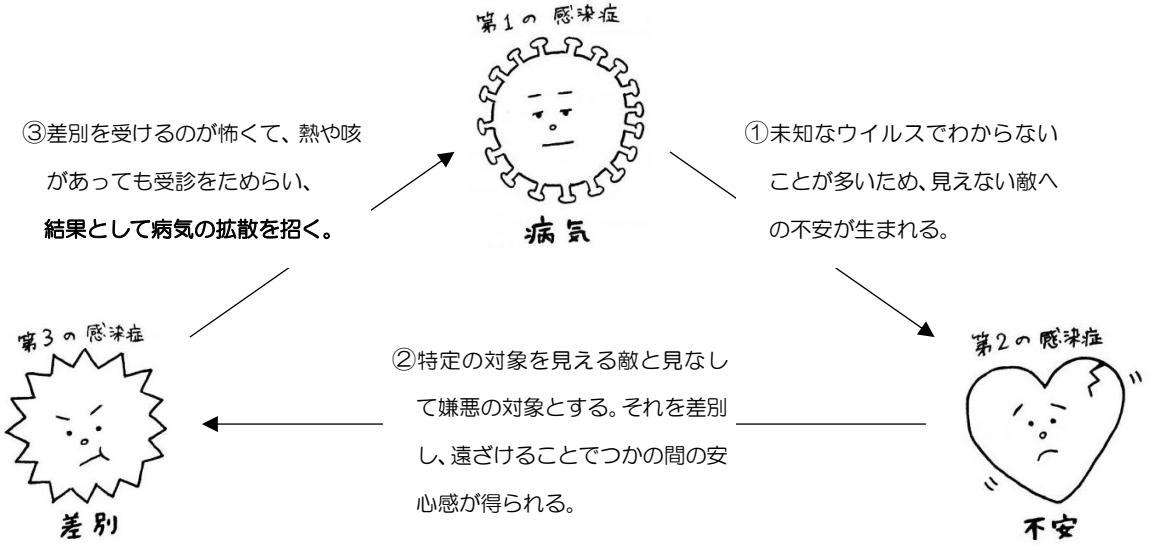 第1の感染症
病気
①未知なウイルスでわからない
ことが多いため、見えない敵へ
の不安が生まれる。
第2の感染症
不安
②特定の対象を見える敵と見なし
て嫌悪の対象とする。それを差別
し、遠ざけることでつかの間の安
心感が得られる。
第3の感染症
差別
③差別を受けるのが怖くて、熱や咳
があっても受診をためらい、
結果として病気の拡散を招く。